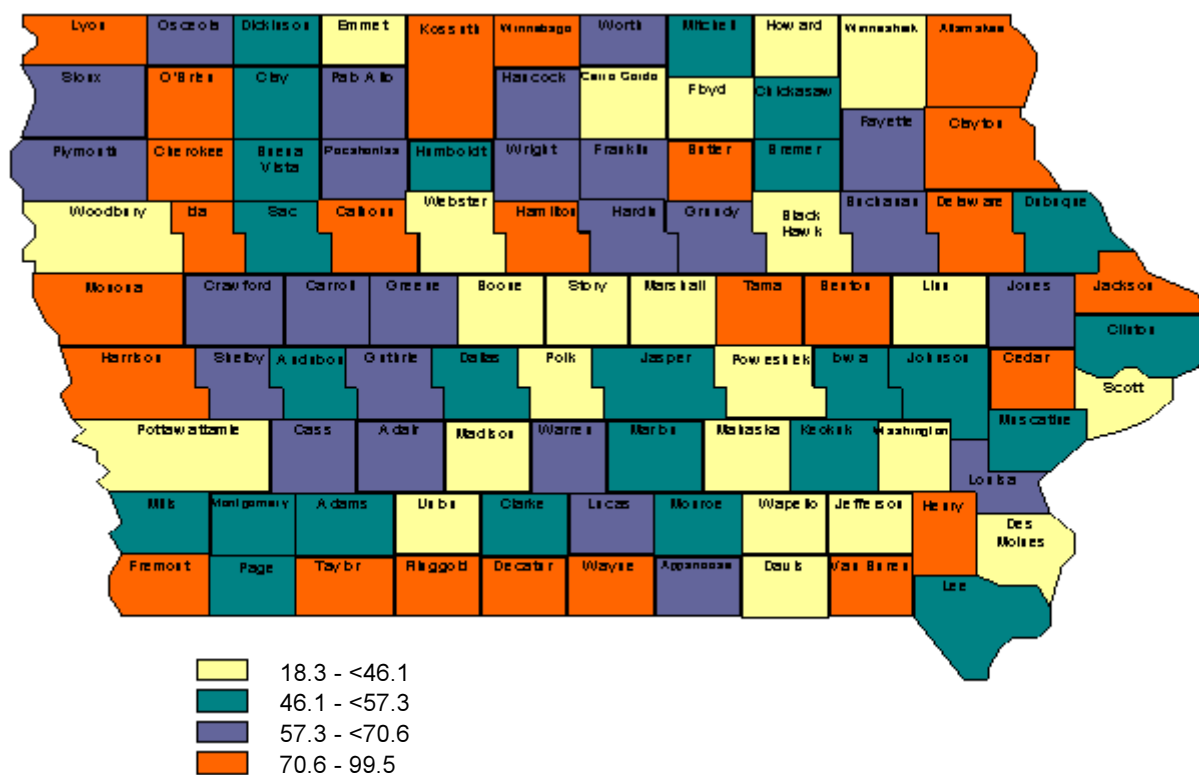 Lyon Osceola Dickinson Emmet Kossuth Winnebago Worth Mitchell Howard Winneshiek Allamakee
Sioux O'Brien Clay Palo Alto Hancock Cerro Gordo Floyd Chickasaw
Fayette Clayton
Plymouth Cherokee Buena Vista Pocahontas Humboldt Wright Franklin Butler Bremer
Woodbury Ida Sac Calhoun Webster Hamilton Hardin Grundy Black Hawk Buchanan Delaware Dubuque
Monona Crawford Carroll Greene Boone Story Marshall Tama Benton Linn Jones Jackson
Clinton
Harrison Shelby Audubon Guthrie Dallas Polk Jasper Poweshiek Iowa Johnson Cedar
Scott
Muscatine
Pottawattamie Cass Adair Madison Warren Marion Mahaska Keokuk Washington
Louisa
Mills Montgomery Adams Union Clarke Lucas Monroe Wapello Jefferson Henry
Des Moines
Fremont Page Taylor Ringgold Decatur Wayne Appanoose Davis Van Buren
Lee
18.3 - <46.1
46.1 - <57.3
57.3 - <70.6
70.6 - 99.5